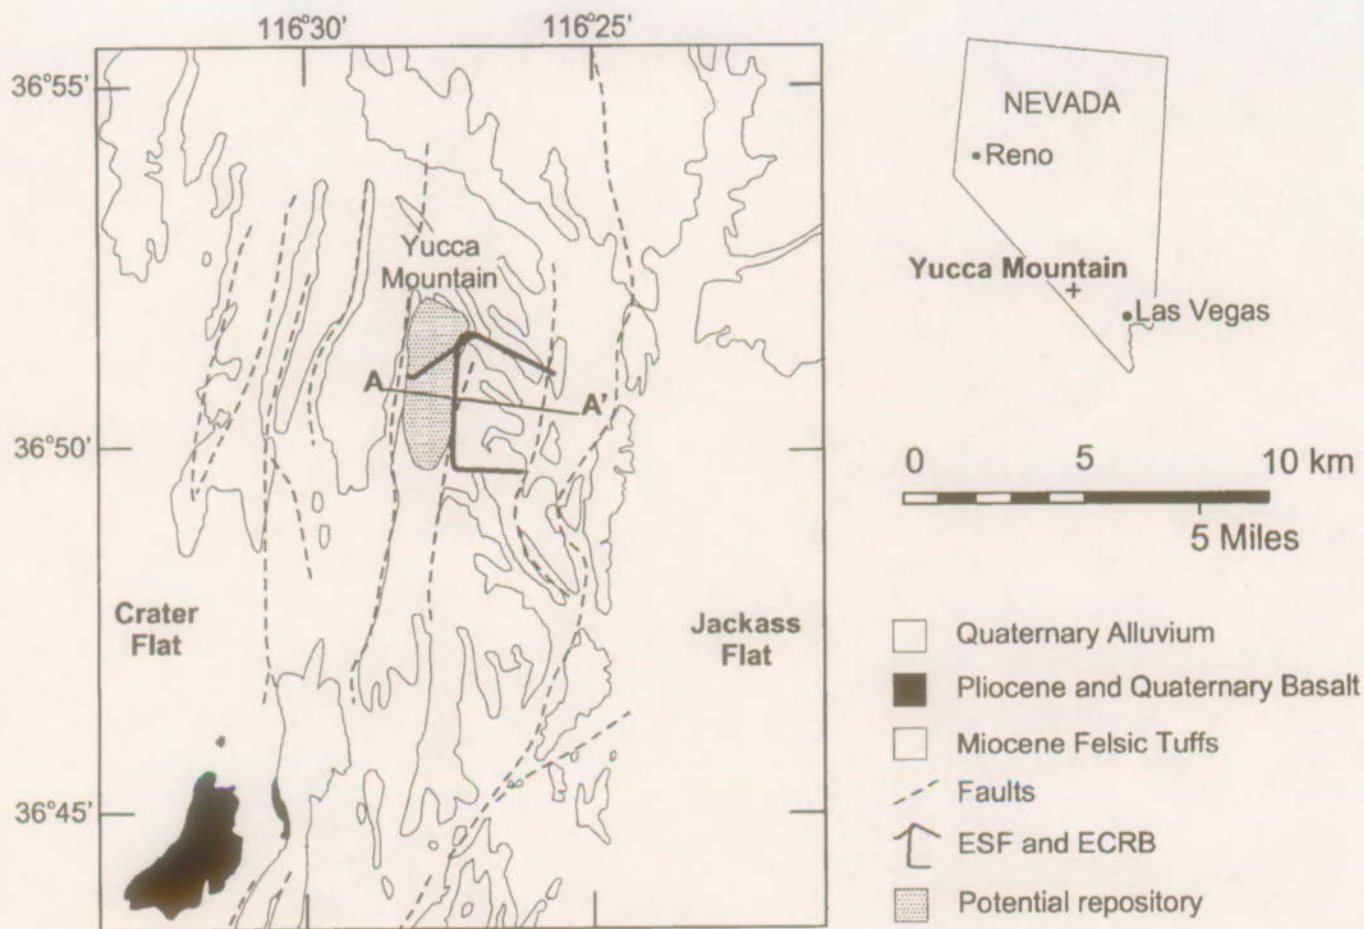 116°30'
116°25'
36°55'
36°50'
36°45'
Yucca
Mountain
A
A'
Crater
Flat
Jackass
Flat
NEVADA
Reno
Yucca Mountain
Las Vegas
0 5 10 km
5 Miles
Quaternary Alluvium
Pliocene and Quaternary Basalt
Miocene Felsic Tuffs
Faults
ESF and ECRB
Potential repository